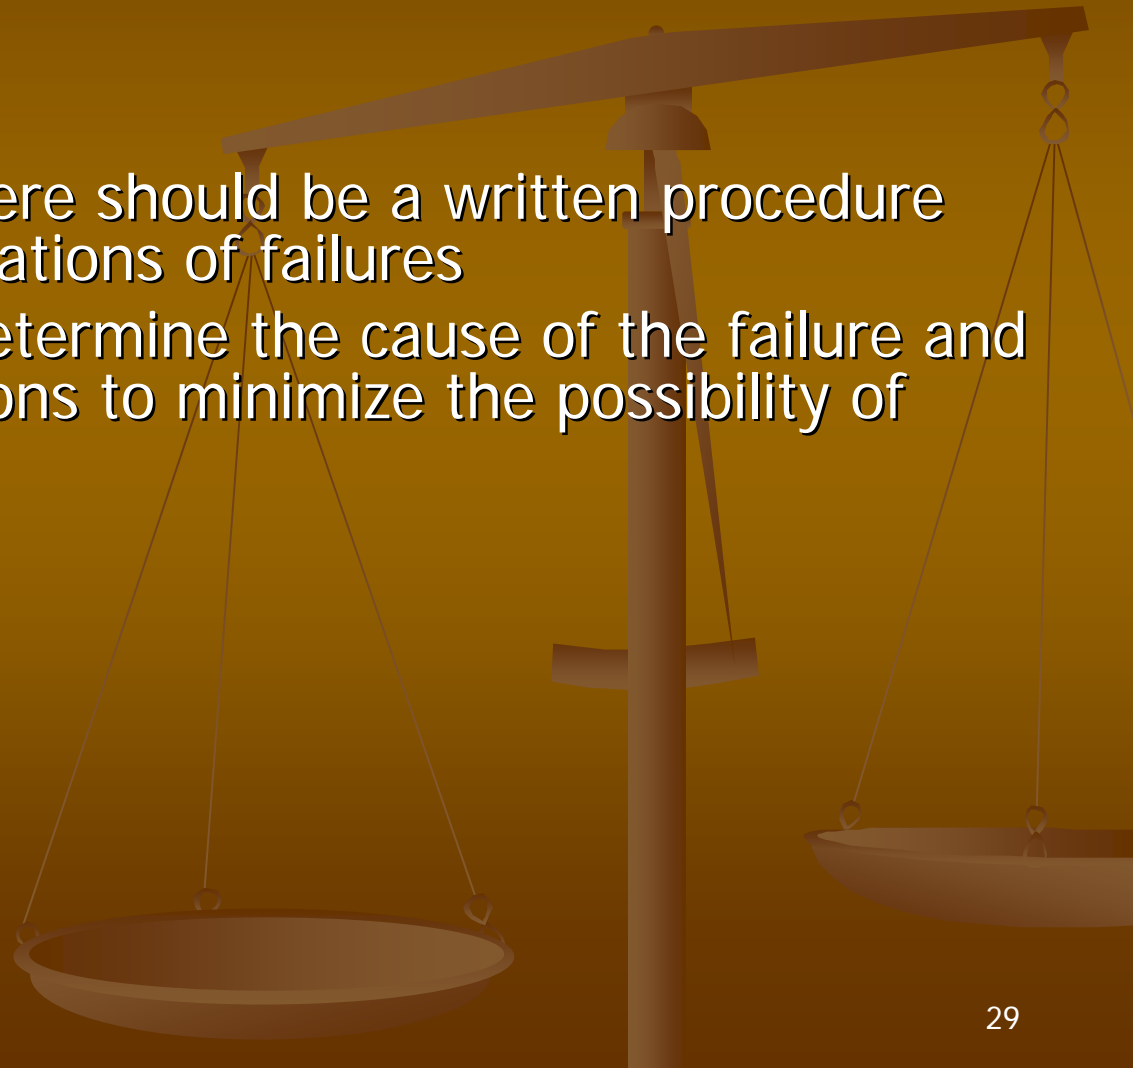 ere should be a written procedure
ations of failures
etermine the cause of the failure and
ons to minimize the possibility of
29